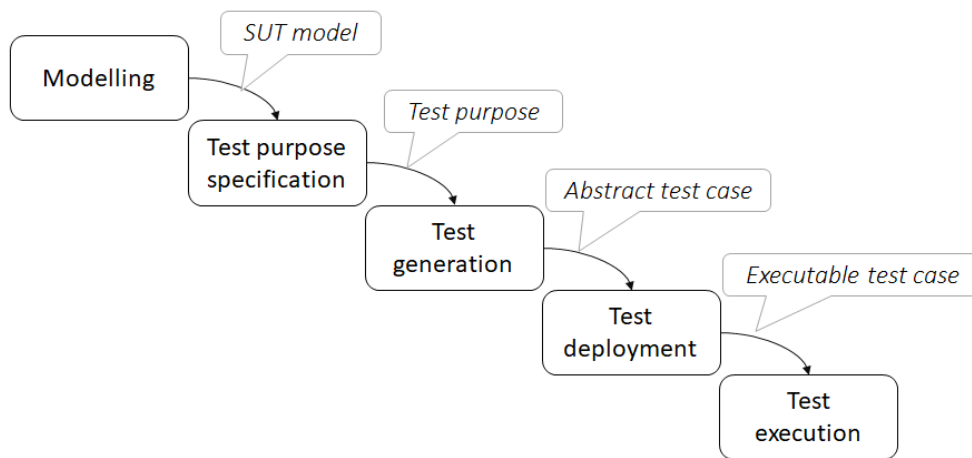 SUT model
Modelling
Test purpose
Test purpose
specification
Abstract test case
Test
generation
Executable test case
Test
deployment
Test
execution